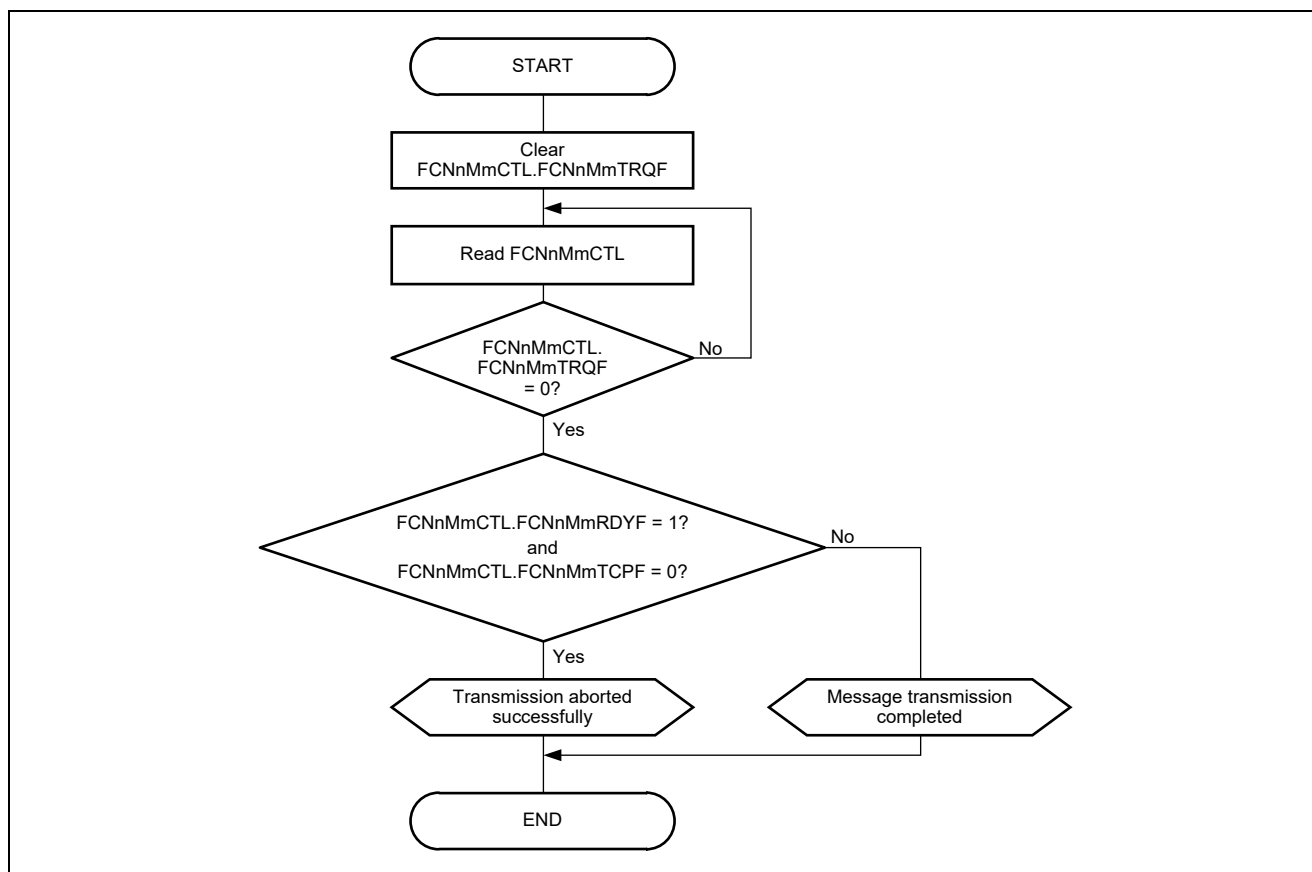 START
Clear
FCNnMmCTL.FCNnMmTRQF
Read FCNnMmCTL
FCNnMmCTL.
FCNnMmTRQF
= 0?
No
Yes
FCNnMmCTL.FCNnMmRDYF = 1?
and
FCNnMmCTL.FCNnMmTCPF = 0?
No
Yes
Transmission aborted
successfully
Message transmission
completed
END